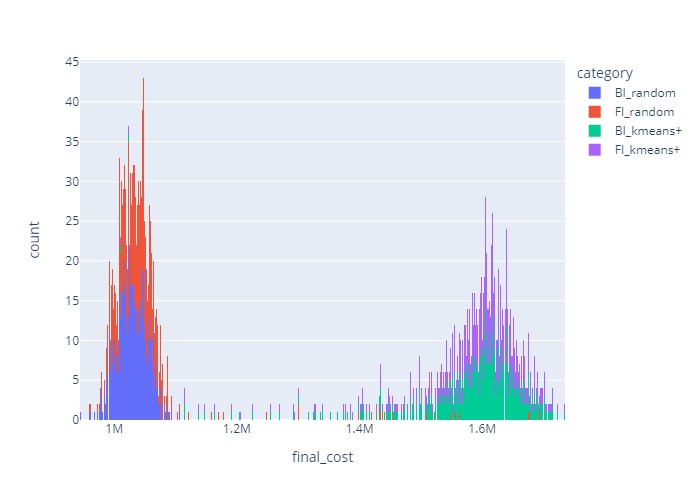 45
40
35
30
25
20
15
10
5
0
count
1M
1.2M
1.4M
1.6M
final_cost
category
BI_random
FI_random
BI_kmeans+
FI_kmeans+